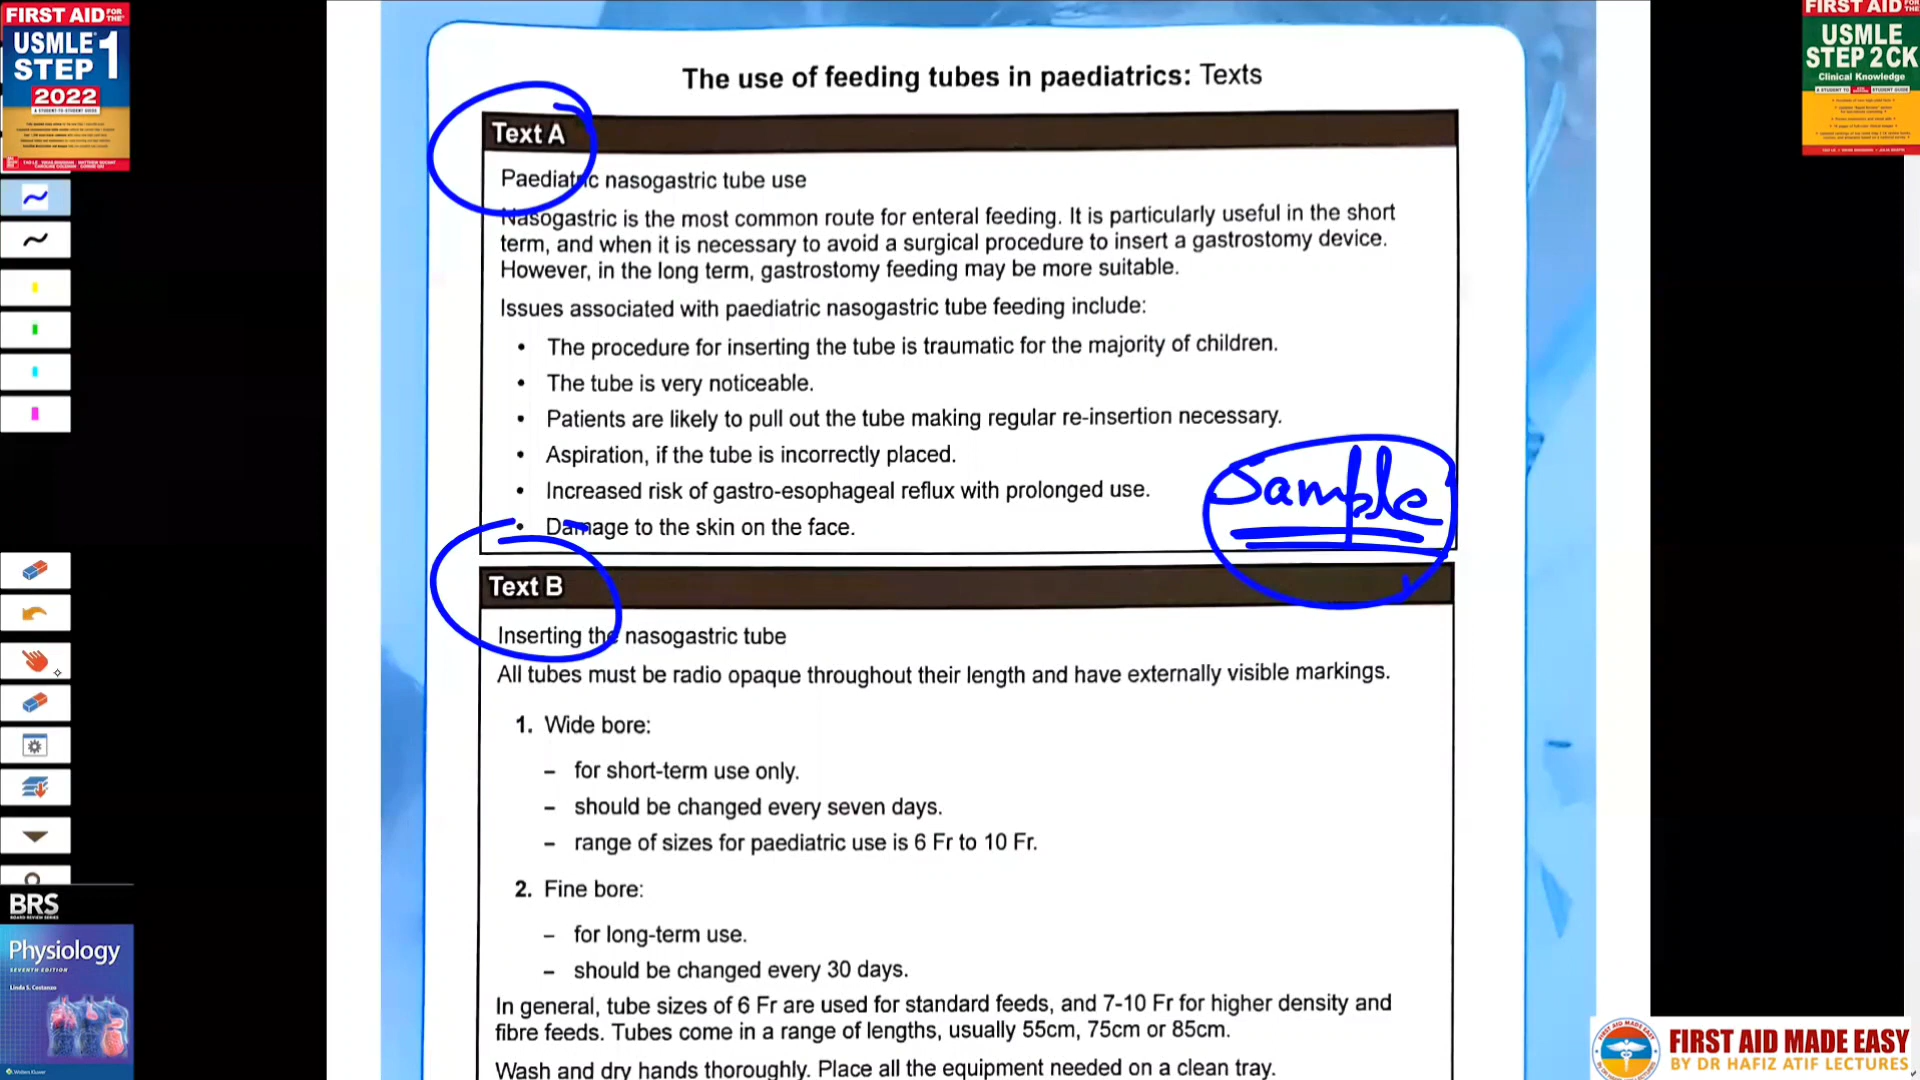 FIRST AID FOR THE
USMLE
STEP 1
2022
The use of feeding tubes in paediatrics: Texts
FIRST AID FOR THE
USMLE
STEP 2 CK
Clinical Knowledge
Text A
Paediatric nasogastric tube use
Nasogastric is the most common route for enteral feeding. It is particularly useful in the short
term, and when it is necessary to avoid a surgical procedure to insert a gastrostomy device.
However, in the long term, gastrostomy feeding may be more suitable.
Issues associated with paediatric nasogastric tube feeding include:
• The procedure for inserting the tube is traumatic for the majority of children.
• The tube is very noticeable.
• Patients are likely to pull out the tube making regular re-insertion necessary.
• Aspiration, if the tube is incorrectly placed.
• Increased risk of gastro-esophageal reflux with prolonged use.
• Damage to the skin on the face.
Sample
Text B
Inserting the nasogastric tube
All tubes must be radio opaque throughout their length and have externally visible markings.
1. Wide bore:
– for short-term use only.
– should be changed every seven days.
– range of sizes for paediatric use is 6 Fr to 10 Fr.
2. Fine bore:
– for long-term use.
– should be changed every 30 days.
In general, tube sizes of 6 Fr are used for standard feeds, and 7-10 Fr for higher density and
fibre feeds. Tubes come in a range of lengths, usually 55cm, 75cm or 85cm.
Wash and dry hands thoroughly. Place all the equipment needed on a clean tray.
BRS
BOARD REVIEW SERIES
Physiology
SEVENTH EDITION
Linda S. Costanzo
Wolters Kluwer
FIRST AID MADE EASY
BY DR HAFIZ ATIF LECTURES